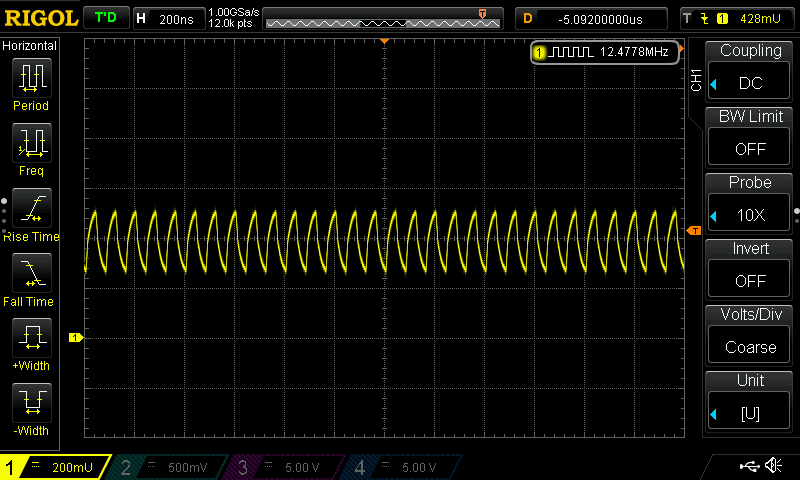 RIGOL T'D H 200ns 1.00GSa/s 12.0k pts T D -5.09200000us T 1 428mU
Horizontal
Period
Freq
Rise Time
Fall Time
+Width
-Width
1 12.4778MHz
T
1
CH1
Coupling
DC
BW Limit
OFF
Probe
10X
Invert
OFF
Volts/Div
Coarse
Unit
[U]
1 200mU 2 500mV 3 5.00 V 4 5.00 V